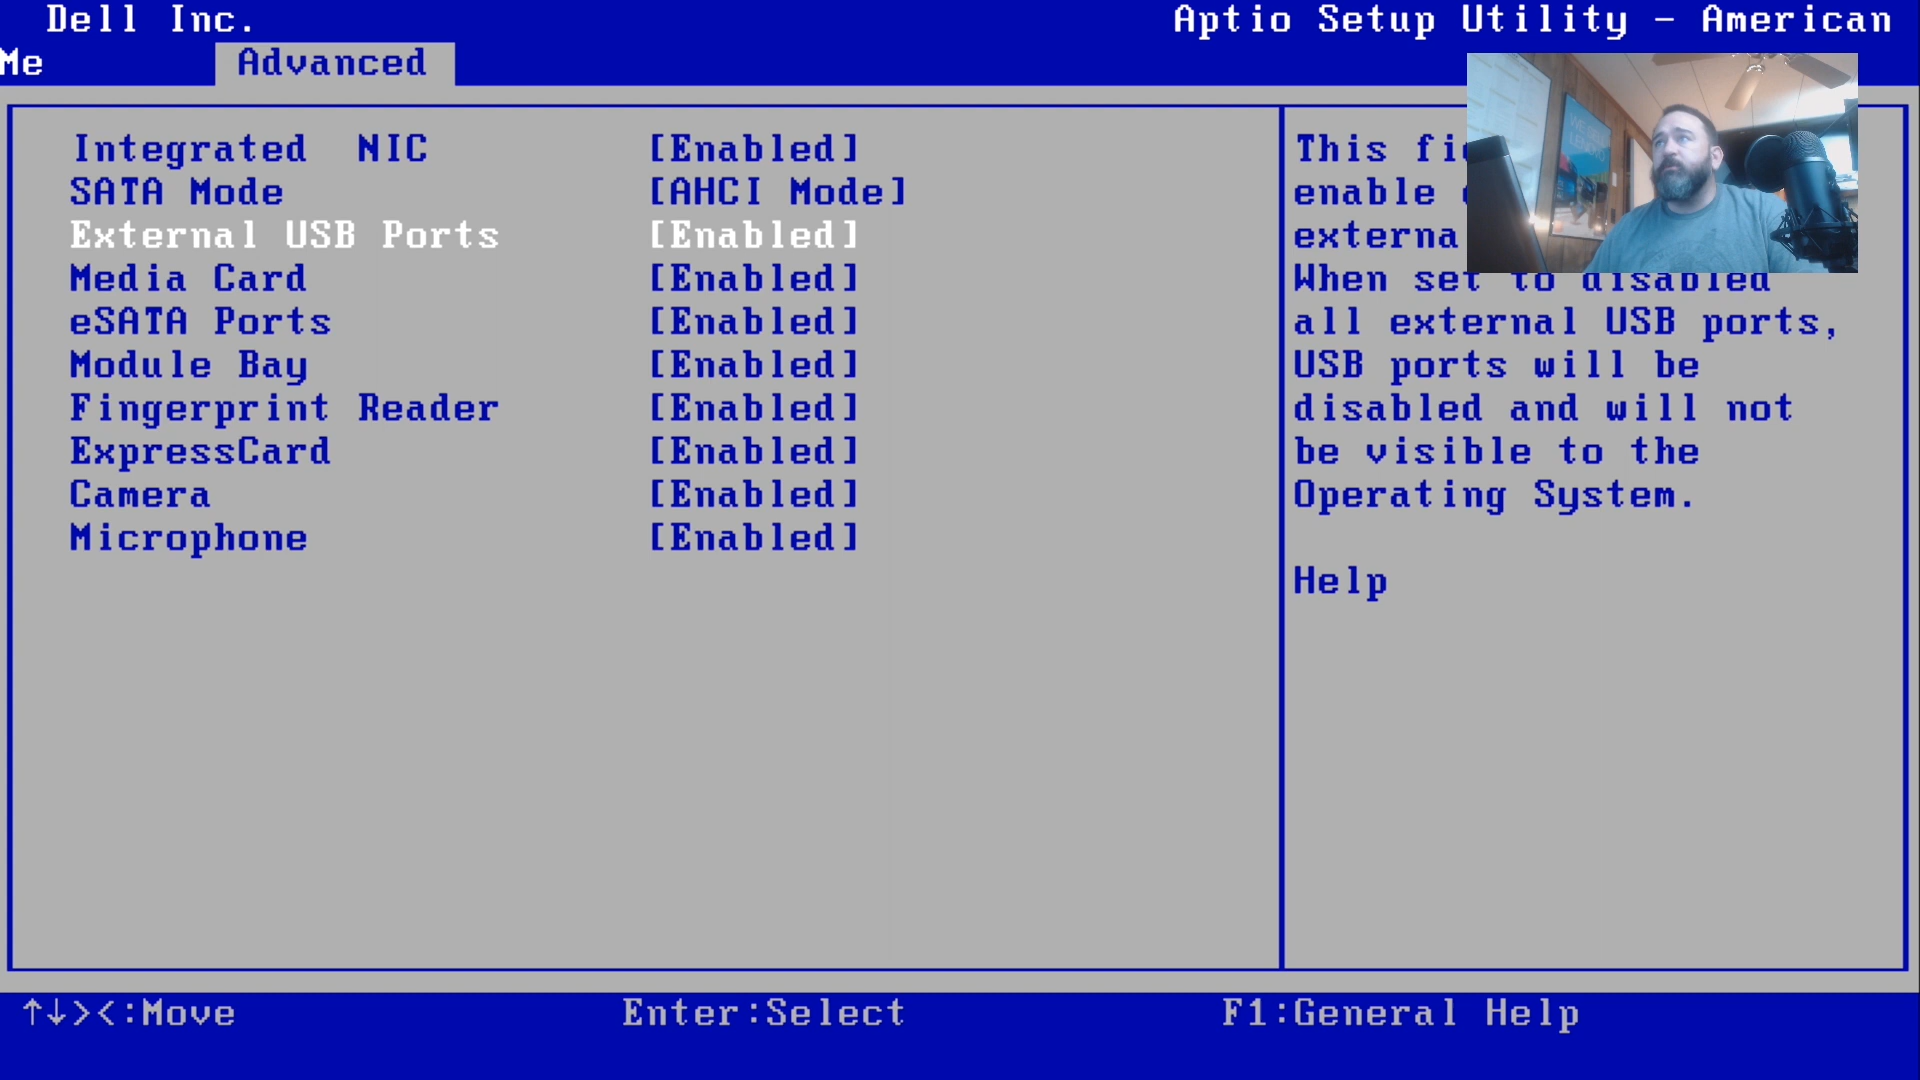 Dell Inc.
Aptio Setup Utility - American
Me
Advanced
Integrated NIC [Enabled]
SATA Mode [AHCI Mode]
External USB Ports [Enabled]
Media Card [Enabled]
eSATA Ports [Enabled]
Module Bay [Enabled]
Fingerprint Reader [Enabled]
ExpressCard [Enabled]
Camera [Enabled]
Microphone [Enabled]
This
enable
When set to disabled
all external USB ports,
USB ports will be
disabled and will not
be visible to the
Operating System.
Help
↑↓><:Move
Enter:Select
F1:General Help